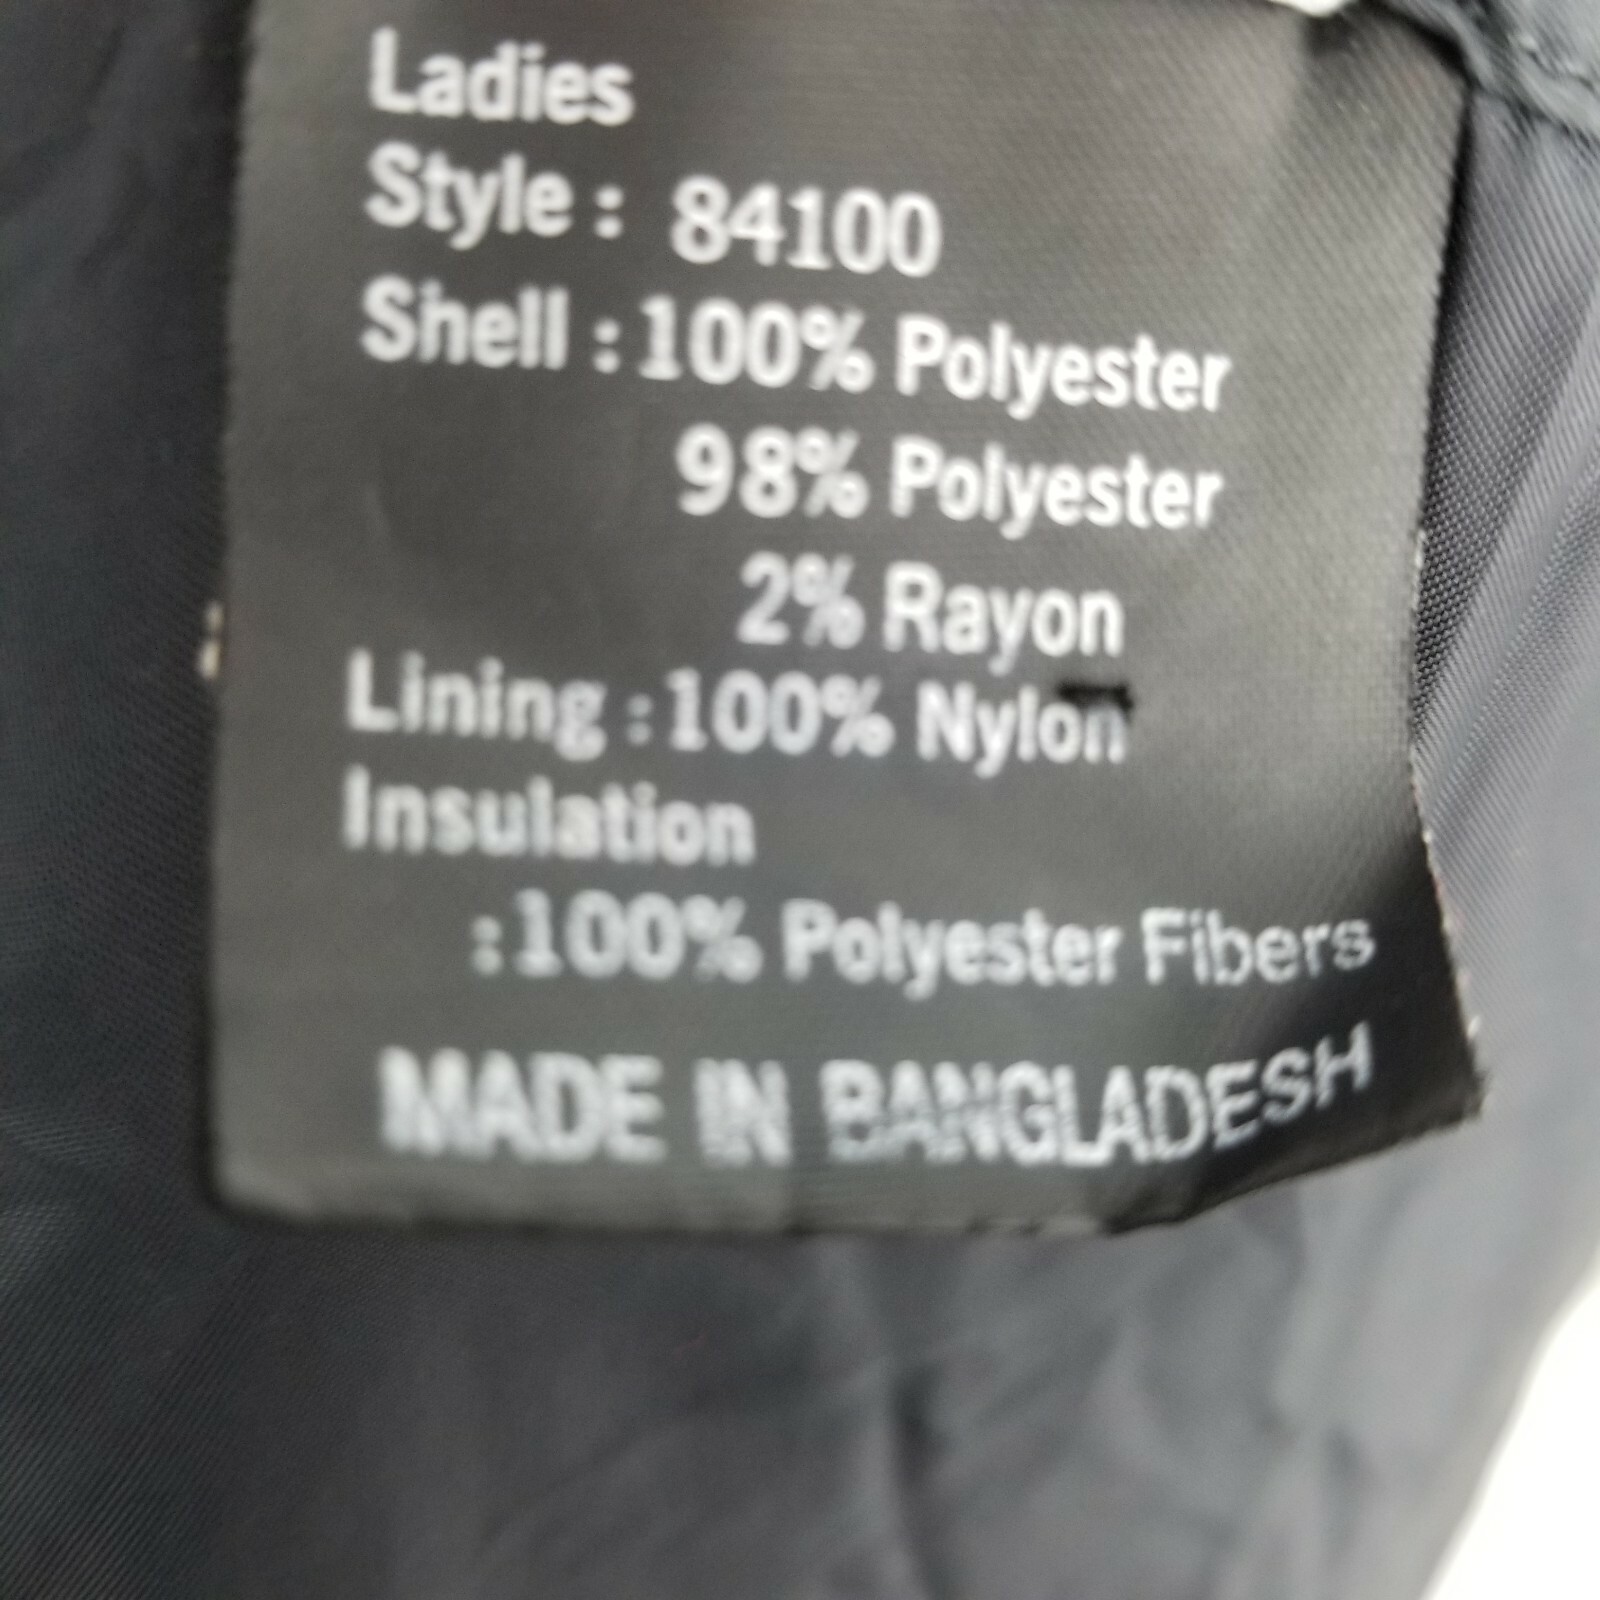 Ladies
Style : 84100
Shell :100% Polyester
98% Polyester
2% Rayon
Lining :100% Nylon
Insulation
:100% Polyester Fibers
MADE IN BANGLADESH